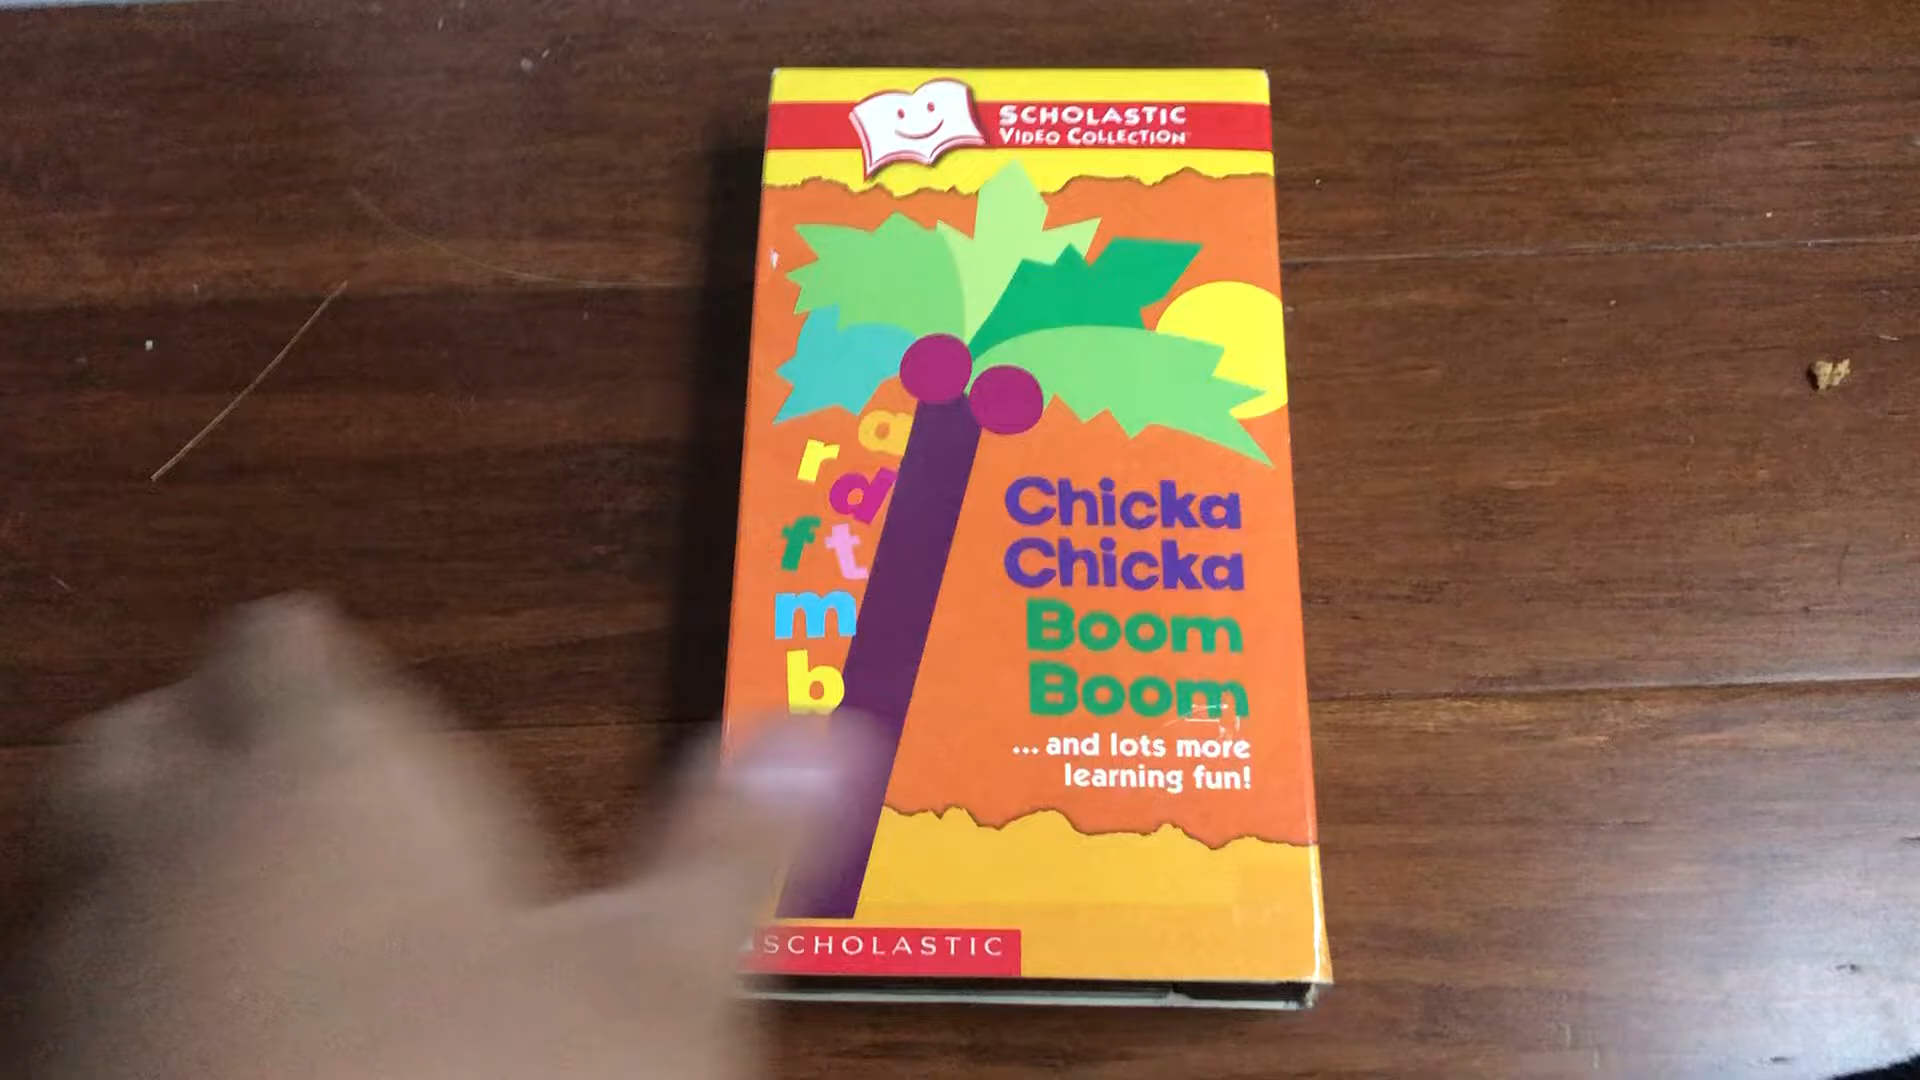 SCHOLASTIC
VIDEO COLLECTION
a
r
d
f t
m
b
Chicka
Chicka
Boom
Boom
...and lots more
learning fun!
SCHOLASTIC